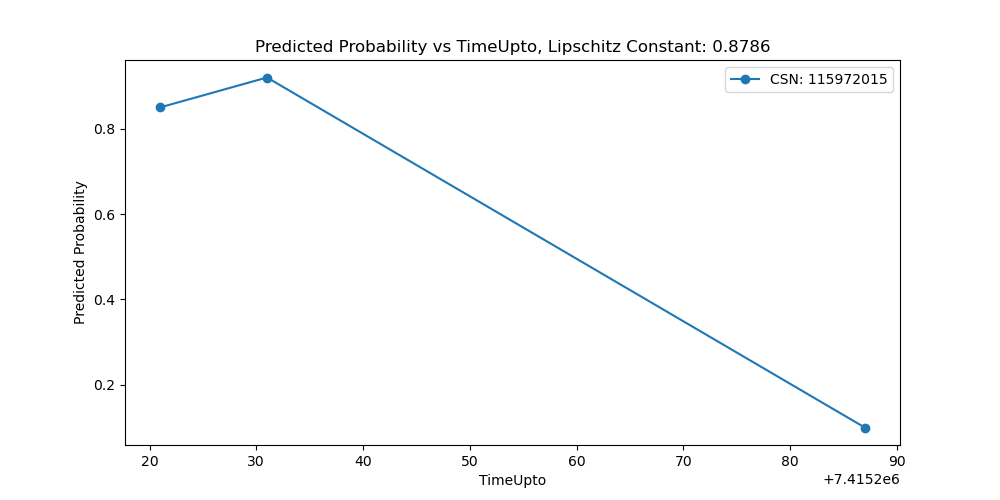 Predicted Probability vs TimeUpto, Lipschitz Constant: 0.8786
CSN: 115972015
Predicted Probability
0.8
0.6
0.4
0.2
20 30 40 50 60 70 80 90
TimeUpto
+7.4152e6